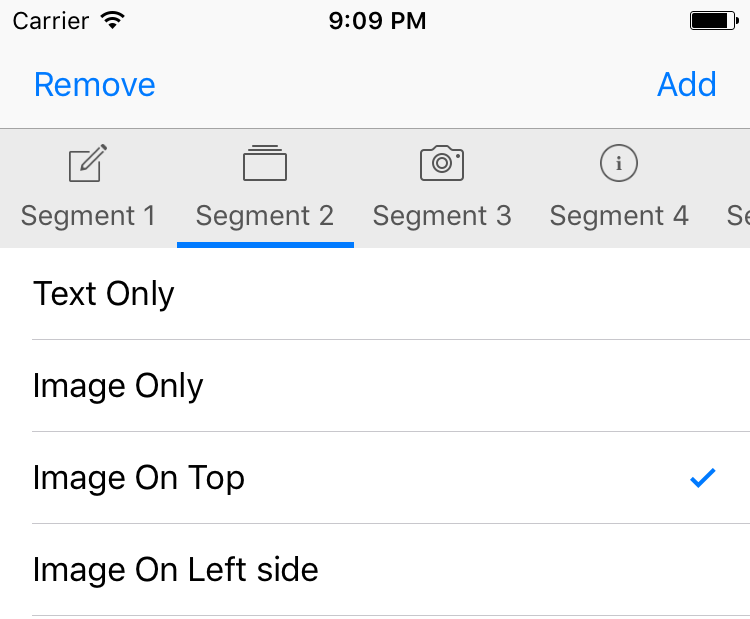 Carrier 9:09 PM
Remove Add
Segment 1 Segment 2 Segment 3 Segment 4 Se
Text Only
Image Only
Image On Top
Image On Left side